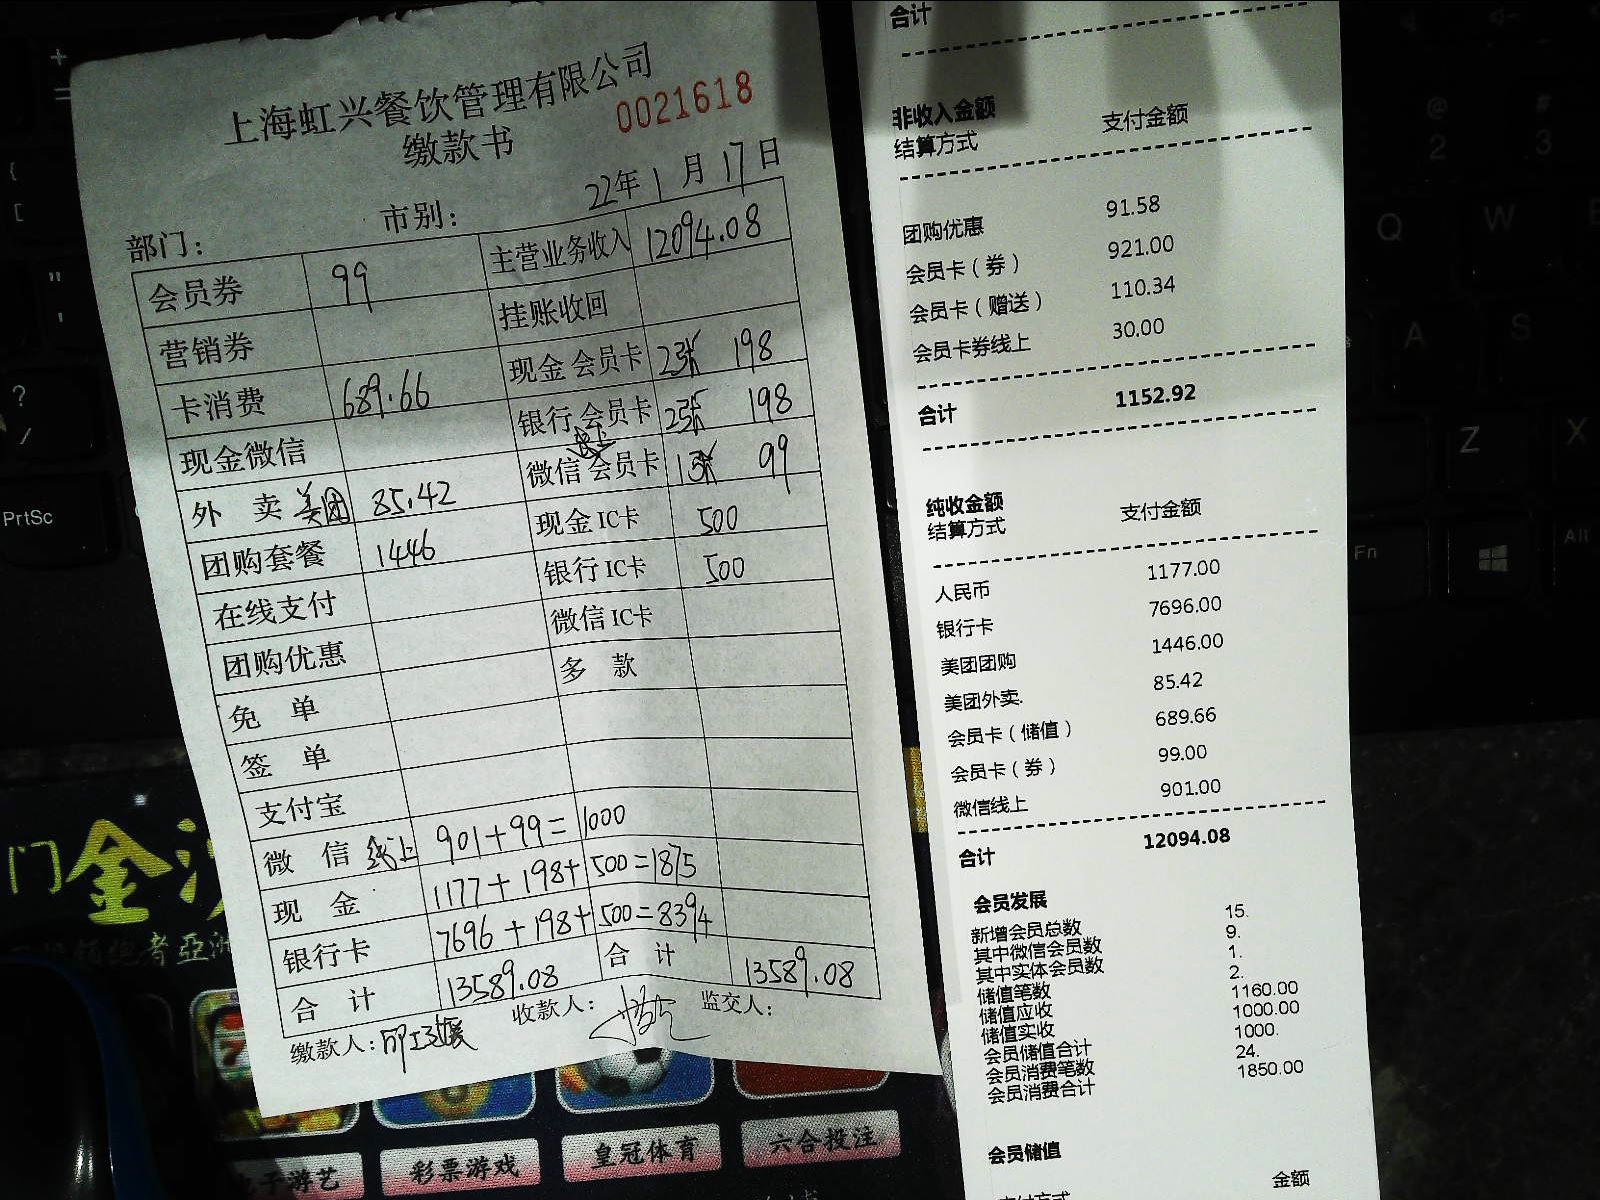 上海虹兴餐饮管理有限公司
缴款书
0021618
22年1月17日
部门： 市别：
会员券 99 主营业务收入 12094.08
营销券 挂账收回
卡消费 689.66 现金会员卡 2张 198
现金微信 银行会员卡 2张 198
外卖 美团 85.42 微信会员卡 1张 99
团购套餐 1446 现金IC卡 500
在线支付 银行IC卡 500
团购优惠 微信IC卡
免单 多款
签单
支付宝
微信 线上 901+99=1000
现金 1177+198+500=1875
银行卡 7696+198+500=8394
合计 13589.08 合计 13589.08
缴款人： 收款人： 监交人：
合计
非收入金额
结算方式 支付金额
团购优惠 91.58
会员卡（券） 921.00
会员卡（赠送） 110.34
会员卡券线上 30.00
合计 1152.92
纯收金额
结算方式 支付金额
人民币 1177.00
银行卡 7696.00
美团团购 1446.00
美团外卖. 85.42
会员卡（储值） 689.66
会员卡（券） 99.00
微信线上 901.00
合计 12094.08
会员发展
新增会员总数 15.
其中微信会员数 9.
其中实体会员数 1.
储值笔数 2.
储值应收 1160.00
储值实收 1000.00
会员储值合计 1000.
会员消费笔数 24.
会员消费合计 1850.00
会员储值
支付方式 金额
门金
电子游艺
彩票游戏
皇冠体育
六合投注
PrtSc
Fn
Alt
Q
W
A
S
Z
X
@
2
#
3
+
=
{
[
"
'
?
/